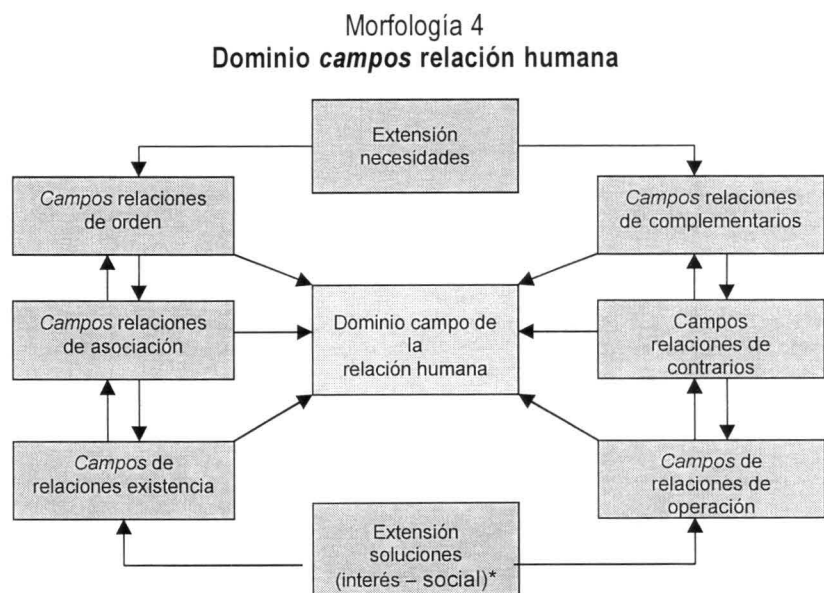 Morfología 4
Dominio campos relación humana
Extensión
necesidades
Campos relaciones
de orden
Campos relaciones
de complementarios
Campos relaciones
de asociación
Dominio campo de
la
relación humana
Campos
relaciones de
contrarios
Campos de
relaciones existencia
Campos de
relaciones de
operación
Extensión
soluciones
(interés – social)*